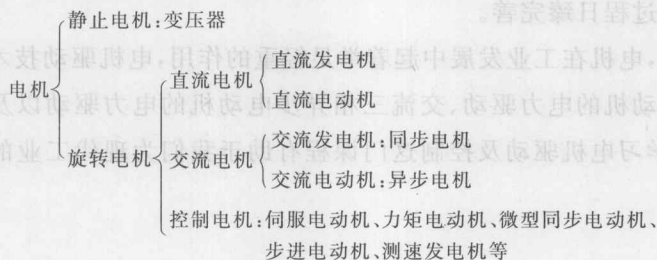 静止电机:变压器
直流发电机
直流电机
电机
直流电动机
交流发电机:同步电机
旋转电机 交流电机
交流电动机:异步电机
控制电机:伺服电动机、力矩电动机、微型同步电动机、
步进电动机、测速发电机等